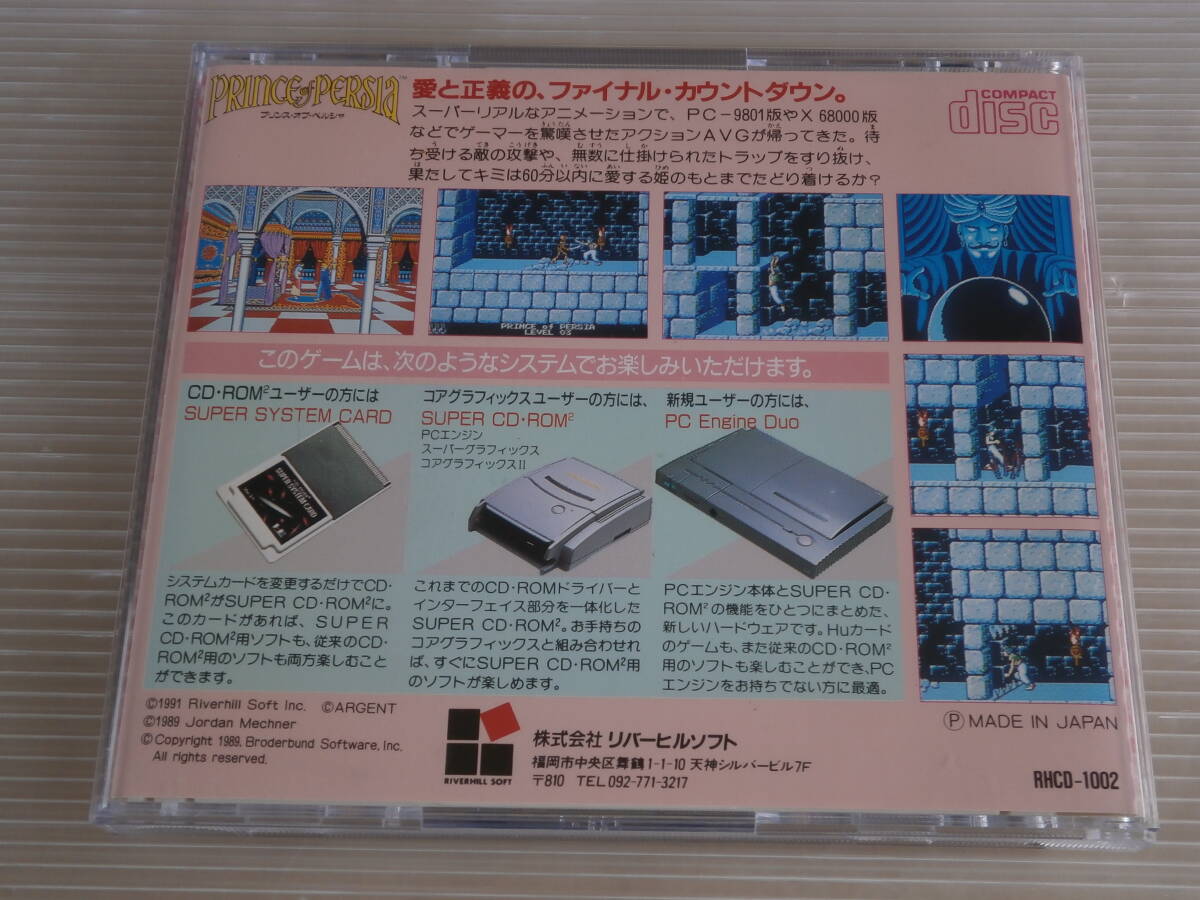 PRINCE of PERSIA™
プリンス・オブ・ペルシャ
愛と正義の、ファイナル・カウントダウン。
スーパーリアルなアニメーションで、PC-9801版やX 68000版
などでゲーマーを驚嘆させたアクションAVGが帰ってきた。待
ち受ける敵の攻撃や、無数に仕掛けられたトラップをすり抜け、
果たしてキミは60分以内に愛する姫のもとまでたどり着けるか?
COMPACT
disc
PRINCE of PERSIA
LEVEL 03
このゲームは、次のようなシステムでお楽しみいただけます。
CD・ROM²ユーザーの方には
SUPER SYSTEM CARD
SUPER SYSTEM CARD
システムカードを変更するだけでCD・
ROM²がSUPER CD・ROM²に。
このカードがあれば、SUPER
CD・ROM²用ソフトも、従来のCD・
ROM²用のソフトも両方楽しむこと
ができます。
コアグラフィックスユーザーの方には、
SUPER CD・ROM²
PCエンジン
スーパーグラフィックス
コアグラフィックスII
これまでのCD・ROMドライバーと
インターフェイス部分を一体化した
SUPER CD・ROM²。お手持ちの
コアグラフィックスと組み合わせれ
ば、すぐにSUPER CD・ROM²用
のソフトが楽しめます。
新規ユーザーの方には、
PC Engine Duo
PCエンジン本体とSUPER CD・
ROM²の機能をひとつにまとめた、
新しいハードウェアです。Huカード
のゲームも、また従来のCD・ROM²
用のソフトも楽しむことができ、PC
エンジンをお持ちでない方に最適。
©1991 Riverhill Soft Inc. ©ARGENT
©1989 Jordan Mechner
©Copyright 1989, Broderbund Software, Inc.
All rights reserved.
RIVERHILL SOFT
株式会社 リバーヒルソフト
福岡市中央区舞鶴1-1-10 天神シルバービル7F
〒810 TEL 092-771-3217
Ⓟ MADE IN JAPAN
RHCD-1002